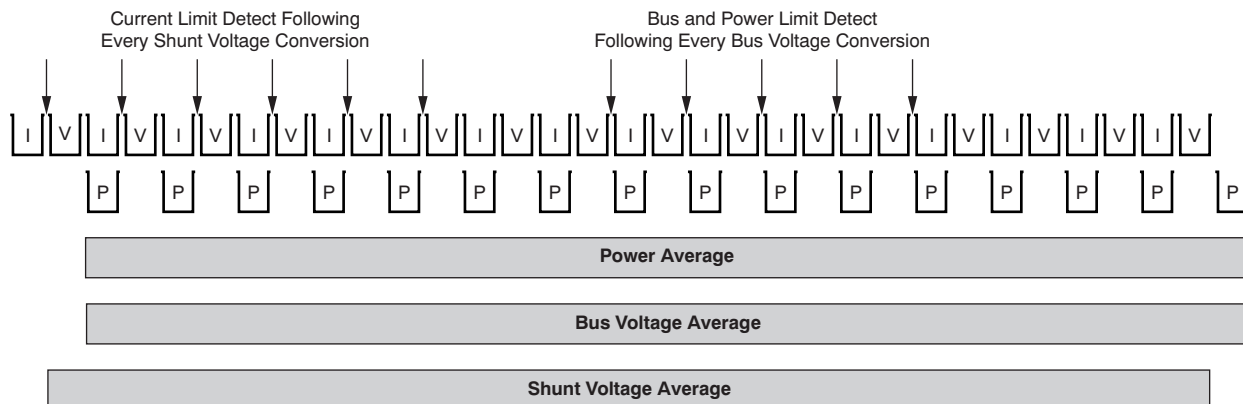 Current Limit Detect Following
Every Shunt Voltage Conversion
Bus and Power Limit Detect
Following Every Bus Voltage Conversion
I V I V I V I V I V I V I V I V I V I V I V I V I V I V I V I V
P P P P P P P P P P P P P P P P
Power Average
Bus Voltage Average
Shunt Voltage Average